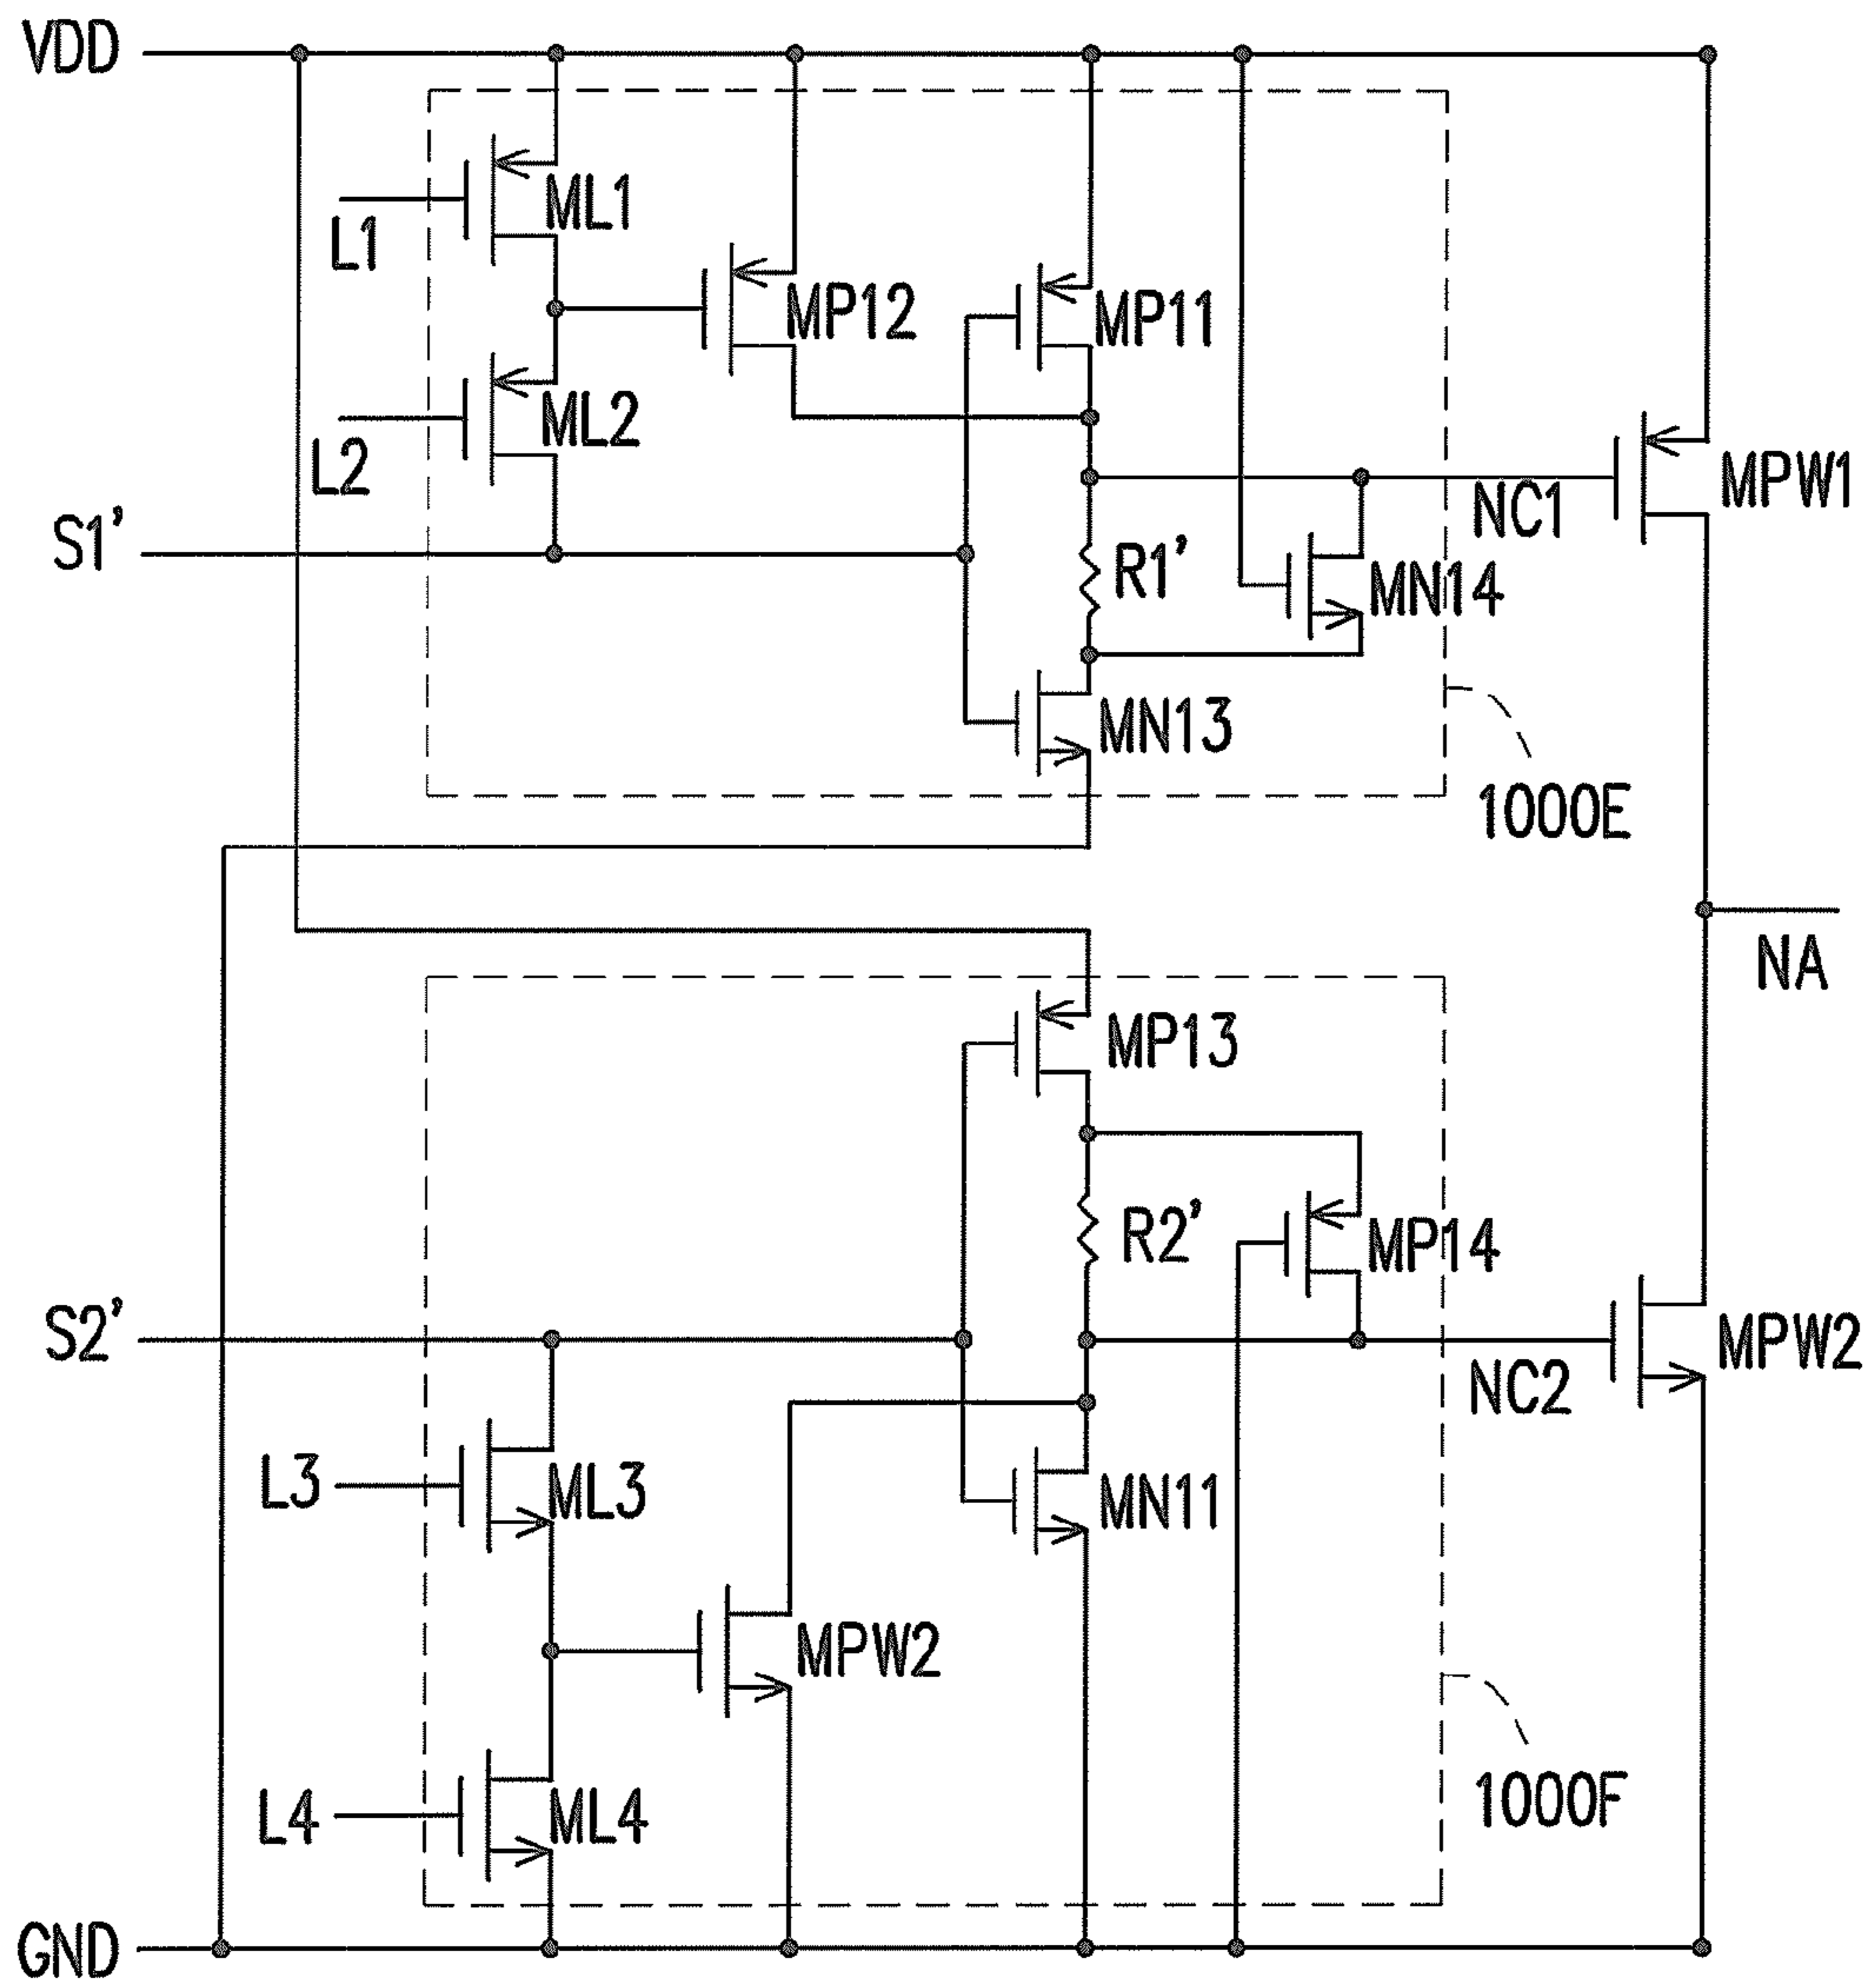 VDD
ML1
L1
MP12
MP11
ML2
L2
MPW1
NC1
S1’
R1’
MN14
MN13
1000E
NA
MP13
R2’
MP14
S2’
MPW2
NC2
L3
ML3
MN11
MPW2
L4
ML4
1000F
GND